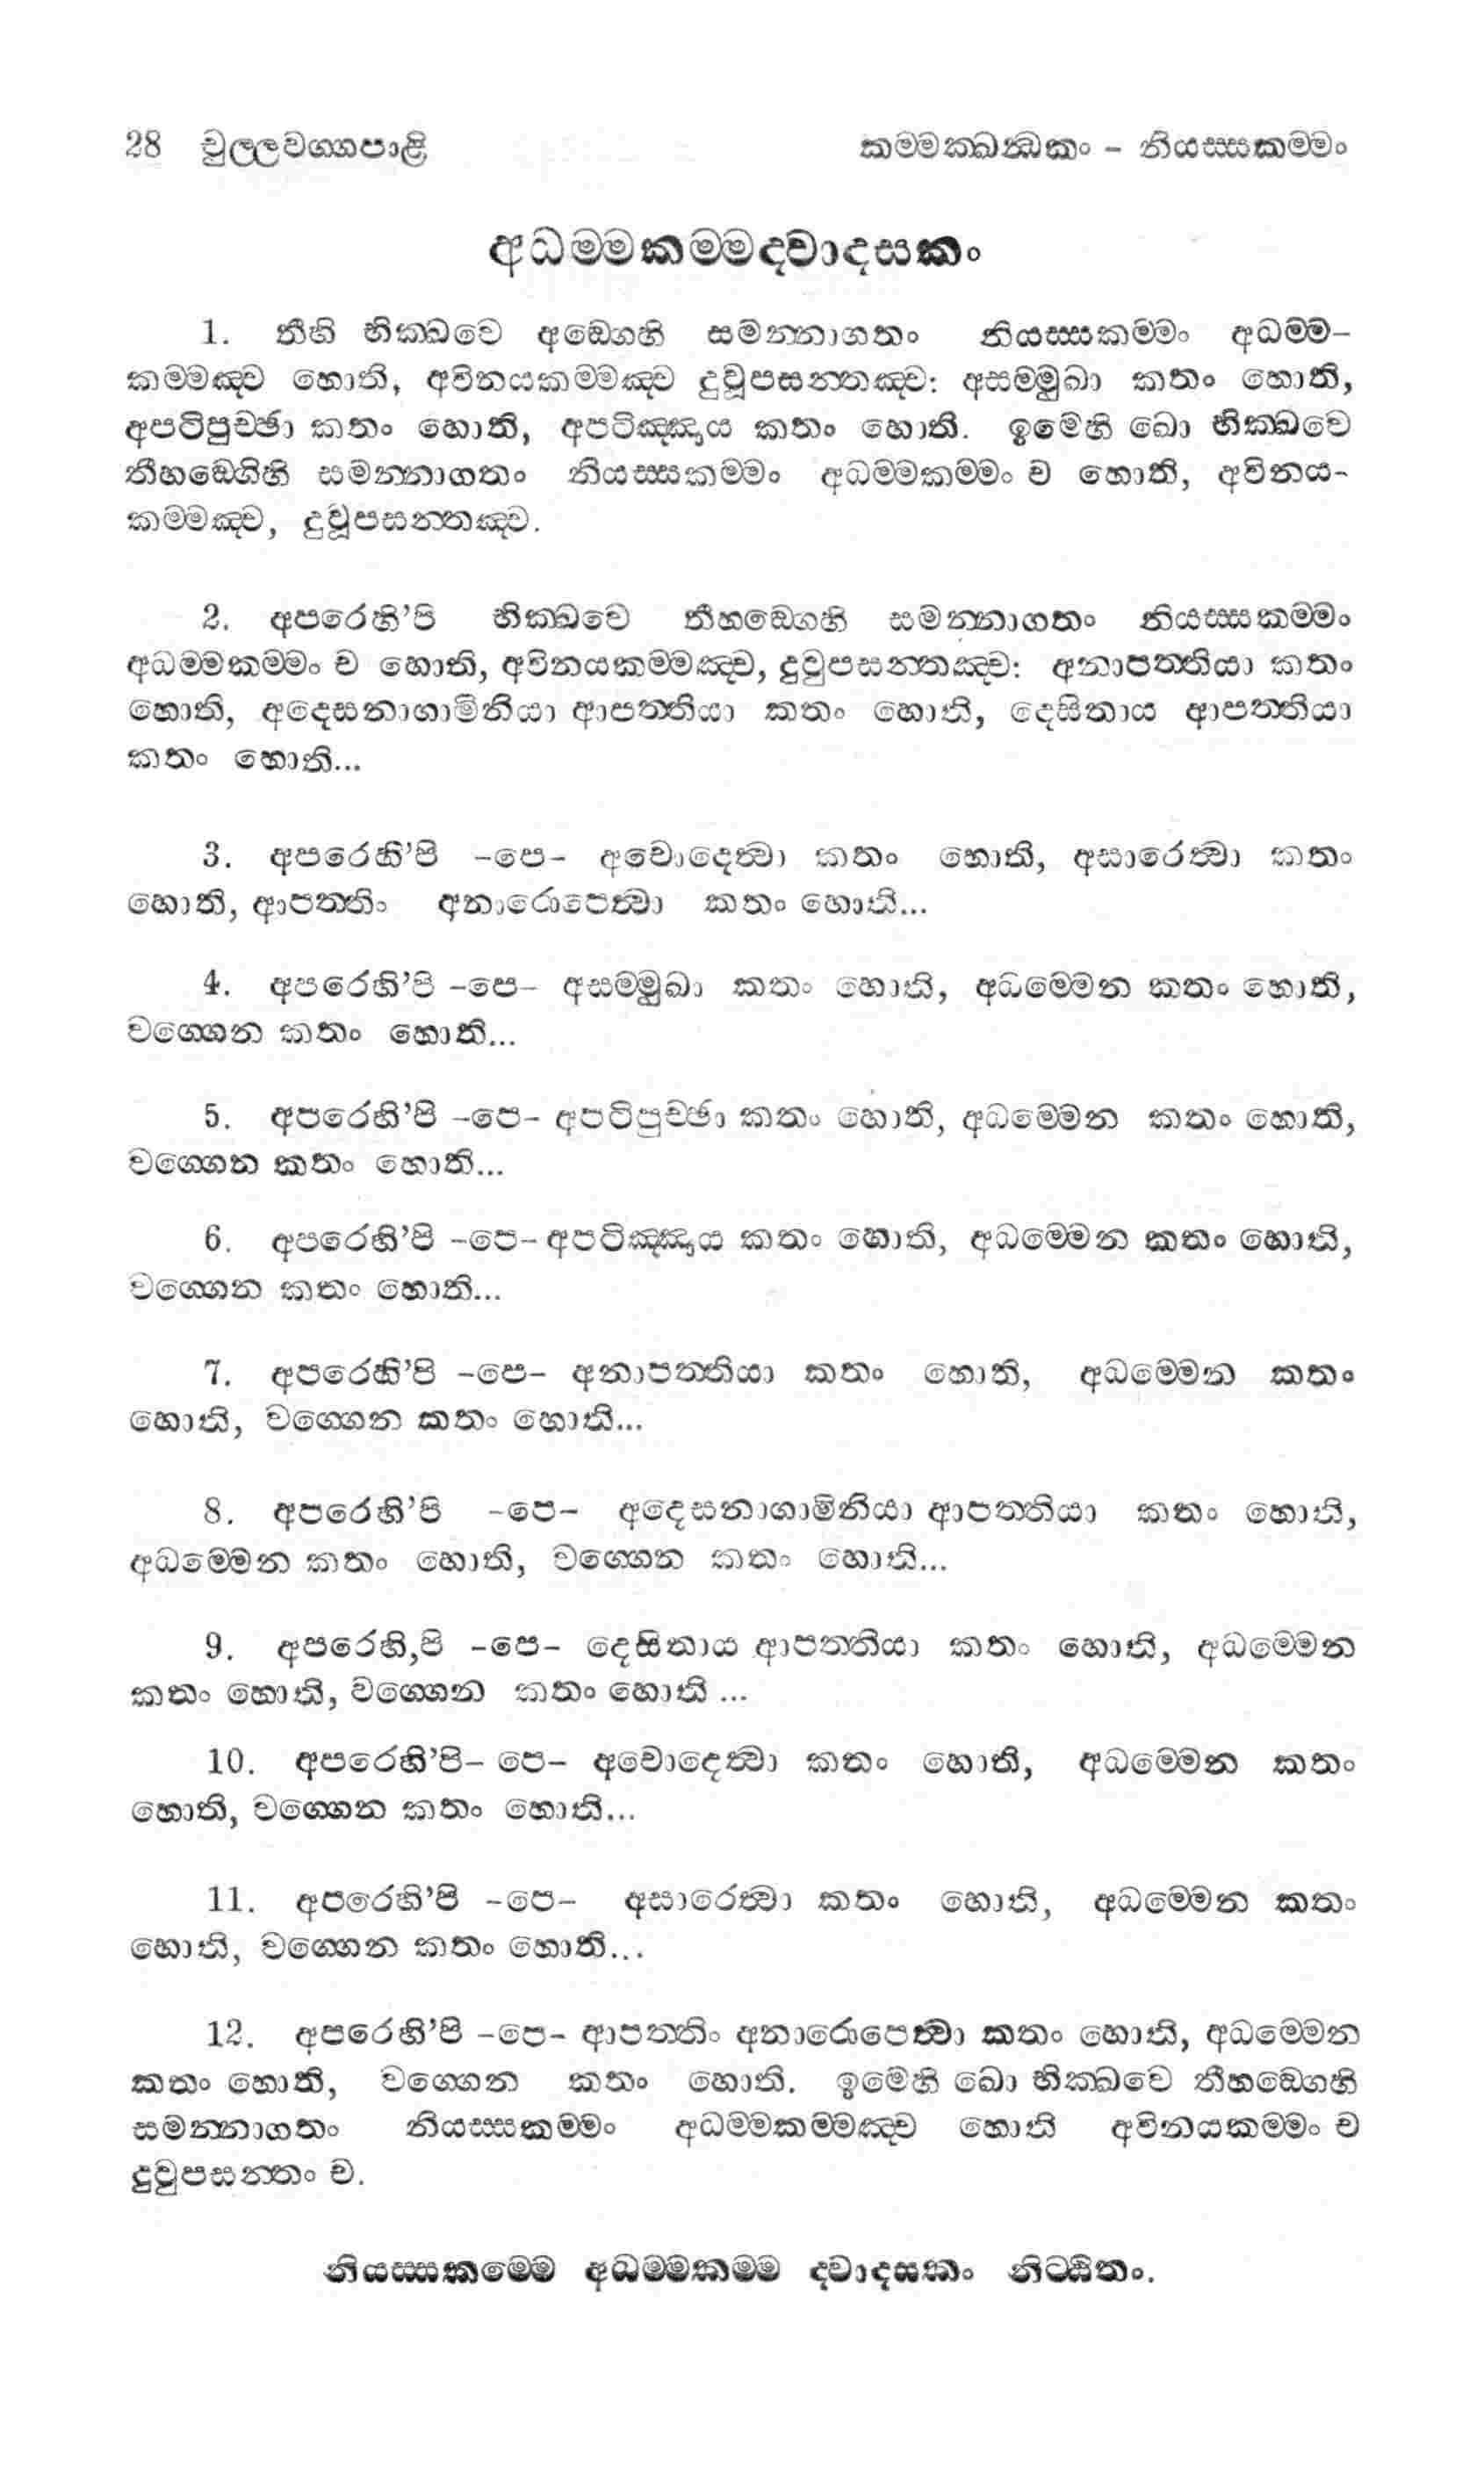 28 චුල්ලවග්ගපාළි කම්මක්ඛන්ධකං - නියස්සකම්මං
අධම්මකම්මද්වාදසකං
1. තීහි භික්ඛවෙ අඞ්ගෙහි සමන්නාගතං නියස්සකම්මං අධම්ම-
කම්මඤ්ච හොති, අවිනයකම්මඤ්ච දුවූපසන්තඤ්ච: අසම්මුඛා කතං හොති,
අපටිපුච්ඡා කතං හොති, අපටිඤ්ඤාය කතං හොති. ඉමෙහි ඛො භික්ඛවෙ
තීහඞ්ගෙහි සමන්නාගතං නියස්සකම්මං අධම්මකම්මං ච හොති, අවිනය-
කම්මඤ්ච, දුවූපසන්තඤ්ච.
2. අපරෙහි’පි භික්ඛවෙ තීහඞ්ගෙහි සමන්නාගතං නියස්සකම්මං
අධම්මකම්මං ච හොති, අවිනයකම්මඤ්ච, දුවුපසන්තඤ්ච: අනාපත්තියා කතං
හොති, අදෙසනාගාමිනියා ආපත්තියා කතං හොති, දෙසිතාය ආපත්තියා
කතං හොති...
3. අපරෙහි’පි -පෙ- අචොදෙත්වා කතං හොති, අසාරෙත්වා කතං
හොති, ආපත්තිං අනාරොපෙත්වා කතං හොති...
4. අපරෙහි’පි -පෙ- අසම්මුඛා කතං හොති, අධම්මෙන කතං හොති,
වග්ගෙන කතං හොති...
5. අපරෙහි’පි -පෙ- අපටිපුච්ඡා කතං හොති, අධම්මෙන කතං හොති,
වග්ගෙන කතං හොති...
6. අපරෙහි’පි -පෙ- අපටිඤ්ඤාය කතං හොති, අධම්මෙන කතං හොති,
වග්ගෙන කතං හොති...
7. අපරෙහි’පි -පෙ- අනාපත්තියා කතං හොති, අධම්මෙන කතං
හොති, වග්ගෙන කතං හොති...
8. අපරෙහි’පි -පෙ- අදෙසනාගාමිනියා ආපත්තියා කතං හොති,
අධම්මෙන කතං හොති, වග්ගෙන කතං හොති...
9. අපරෙහි,පි -පෙ- දෙසිතාය ආපත්තියා කතං හොති, අධම්මෙන
කතං හොති, වග්ගෙන කතං හොති ...
10. අපරෙහි’පි- පෙ- අචොදෙත්වා කතං හොති, අධම්මෙන කතං
හොති, වග්ගෙන කතං හොති...
11. අපරෙහි’පි -පෙ- අසාරෙත්වා කතං හොති, අධම්මෙන කතං
හොති, වග්ගෙන කතං හොති...
12. අපරෙහි’පි -පෙ- ආපත්තිං අනාරොපෙත්වා කතං හොති, අධම්මෙන
කතං හොති, වග්ගෙන කතං හොති. ඉමෙහි ඛො භික්ඛවෙ තීහඞ්ගෙහි
සමන්නාගතං නියස්සකම්මං අධම්මකම්මඤ්ච හොති අවිනයකම්මං ච
දුවුපසන්තං ච.
නියස්සකම්මෙ අධම්මකම්ම ද්වාදසකං නිට්ඨිතං.